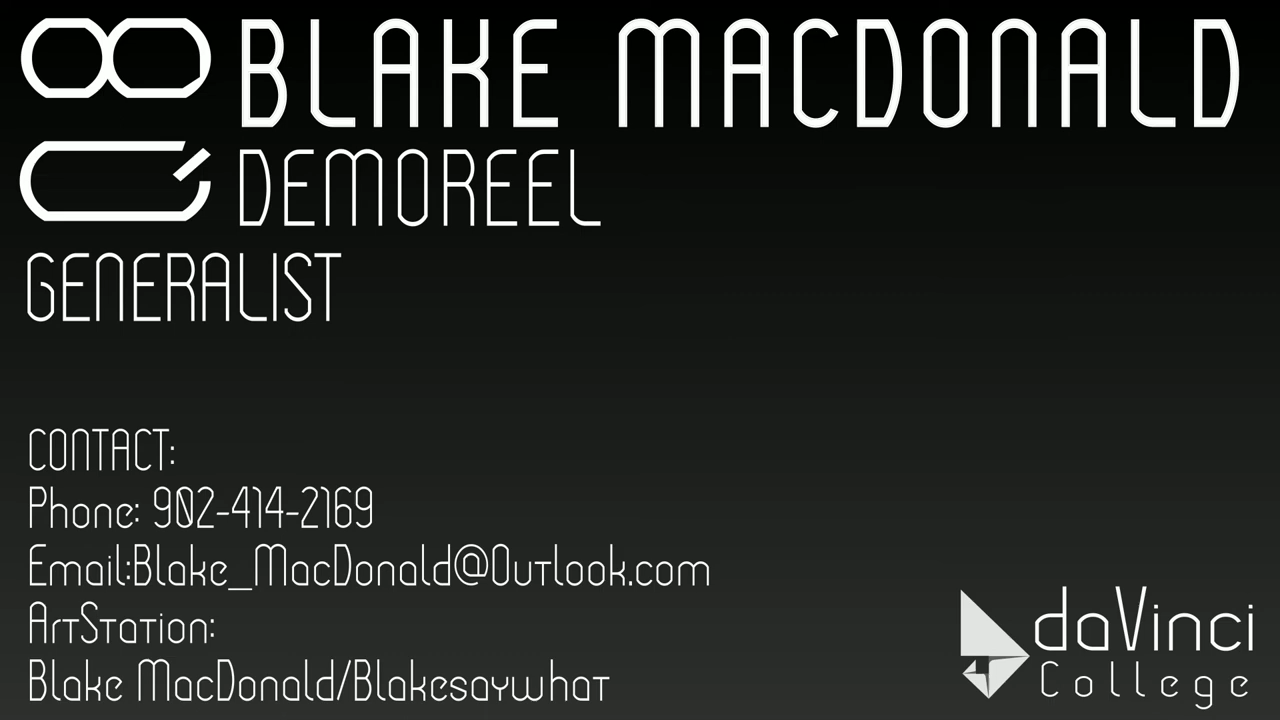 BLAKE MACDONALD
DEMOREEL
GENERALIST
CONTACT:
Phone: 902-414-2169
Email:Blake_MacDonald@Outlook.com
ArtStation:
Blake MacDonald/Blakesaywhat
daVinci
College